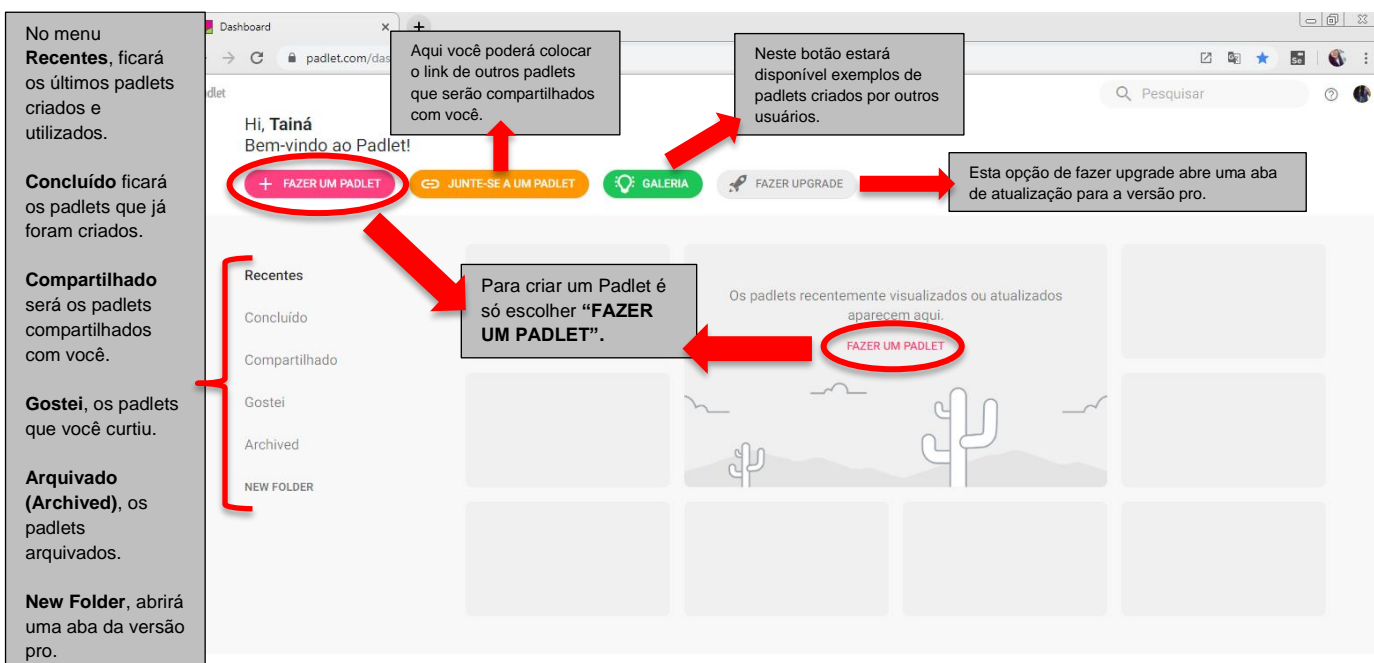 No menu
Recentes, ficará
os últimos padlets
criados e
utilizados.
Concluído ficará
os padlets que já
foram criados.
Compartilhado
será os padlets
compartilhados
com você.
Gostei, os padlets
que você curtiu.
Arquivado
(Archived), os
padlets
arquivados.
New Folder, abrirá
uma aba da versão
pro.
Dashboard
padlet.com/das
Aqui você poderá colocar
o link de outros padlets
que serão compartilhados
com você.
Neste botão estará
disponível exemplos de
padlets criados por outros
usuários.
Se
dlet
Pesquisar
Hi, Tainá
Bem-vindo ao Padlet!
FAZER UM PADLET
JUNTE-SE A UM PADLET
GALERIA
FAZER UPGRADE
Esta opção de fazer upgrade abre uma aba
de atualização para a versão pro.
Recentes
Concluído
Compartilhado
Gostei
Archived
NEW FOLDER
Para criar um Padlet é
só escolher “FAZER
UM PADLET”.
Os padlets recentemente visualizados ou atualizados
aparecem aqui.
FAZER UM PADLET